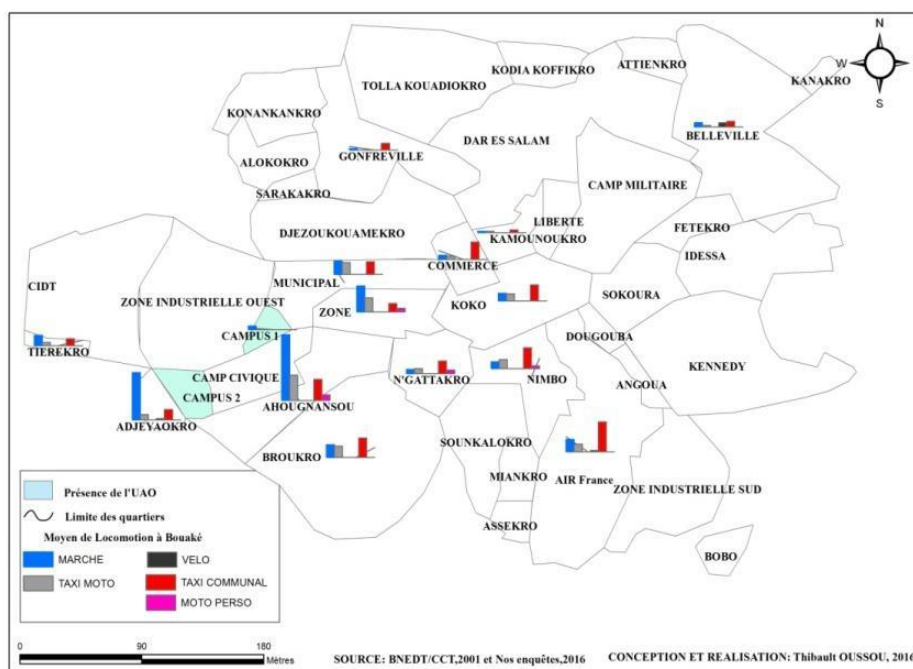 N
W
S
KODIA KOFFIKRO
ATTIENKRO
TOLLA KOUADIOKRO
KANAKRO
KONANKANKRO
BELLEVILLE
DAR ES SALAM
GONFREVILLE
ALOKOKRO
CAMP MILITAIRE
SARAKAKRO
LIBERTE
FETEKRO
DJEZOUKOUAMEKRO
KAMOUNOUKRO
IDESSA
COMMERCE
MUNICIPAL
CIDT
ZONE INDUSTRIELLE OUEST
SOKOURA
KOKO
ZONE
CAMPUS 1
DOUGOUBA
TIEREKRO
KENNEDY
CAMP CIVIQUE
N'GATTAKRO
NIMBO
ANGOUA
CAMPUS 2
AHOUGNANSOU
ADJEYAOKRO
SOUNKALOKRO
BROUKRO
MIANKRO
AIR France
ZONE INDUSTRIELLE SUD
ASSEKRO
BOBO
Présence de l'UAO
Limite des quartiers
Moyen de Locomotion à Bouaké
MARCHE
VELO
TAXI MOTO
TAXI COMMUNAL
MOTO PERSO
0 90 180
Mètres
SOURCE: BNEDT/CCT,2001 et Nos enquêtes,2016
CONCEPTION ET REALISATION: Thibault OUSSOU, 2016